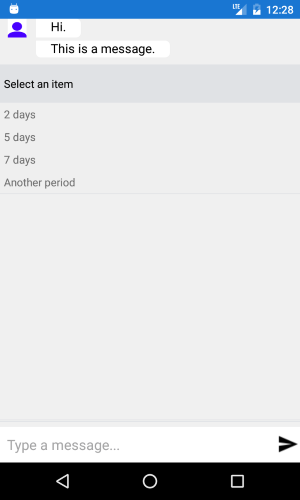 LTE 12:28
Hi.
This is a message.
Select an item
2 days
5 days
7 days
Another period
Type a message...